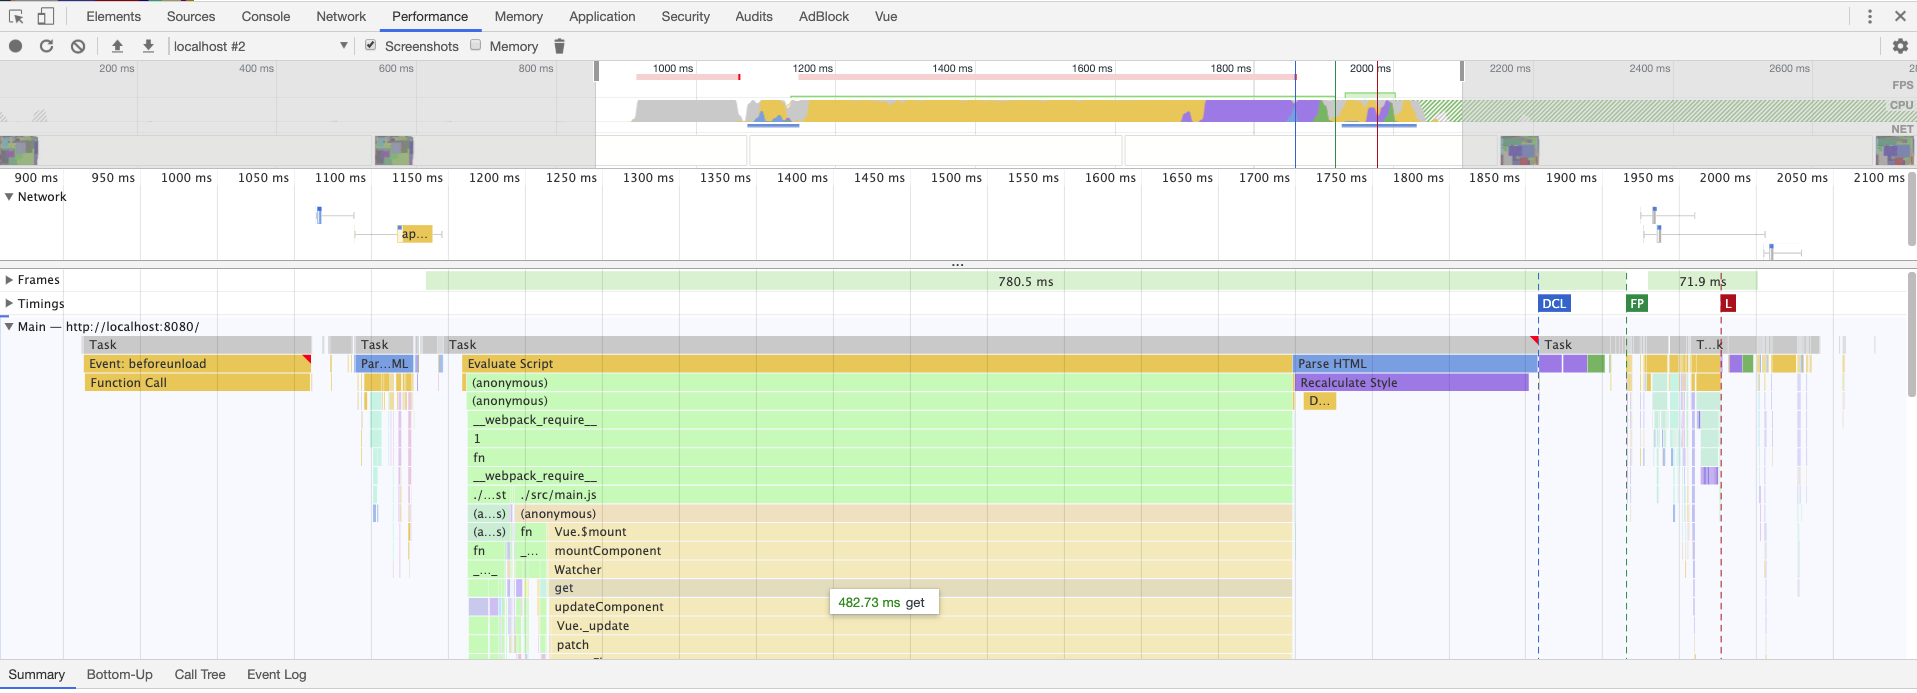 Elements Sources Console Network Performance Memory Application Security Audits AdBlock Vue
localhost #2 Screenshots Memory
200 ms 400 ms 600 ms 800 ms 1000 ms 1200 ms 1400 ms 1600 ms 1800 ms 2000 ms 2200 ms 2400 ms 2600 ms
FPS
CPU
NET
900 ms 950 ms 1000 ms 1050 ms 1100 ms 1150 ms 1200 ms 1250 ms 1300 ms 1350 ms 1400 ms 1450 ms 1500 ms 1550 ms 1600 ms 1650 ms 1700 ms 1750 ms 1800 ms 1850 ms 1900 ms 1950 ms 2000 ms 2050 ms 2100 ms
Network
ap...
...
Frames 780.5 ms 71.9 ms
Timings DCL FP L
Main — http://localhost:8080/
Task Task Task Task T...k
Event: beforeunload Par...ML Evaluate Script Parse HTML
Function Call (anonymous) Recalculate Style
(anonymous) D...
__webpack_require__
1
fn
__webpack_require__
./...st ./src/main.js
(a...s) (anonymous)
(a...s) fn Vue.$mount
fn _... mountComponent
_..._ Watcher
get
482.73 ms get
updateComponent
Vue._update
patch
Summary Bottom-Up Call Tree Event Log